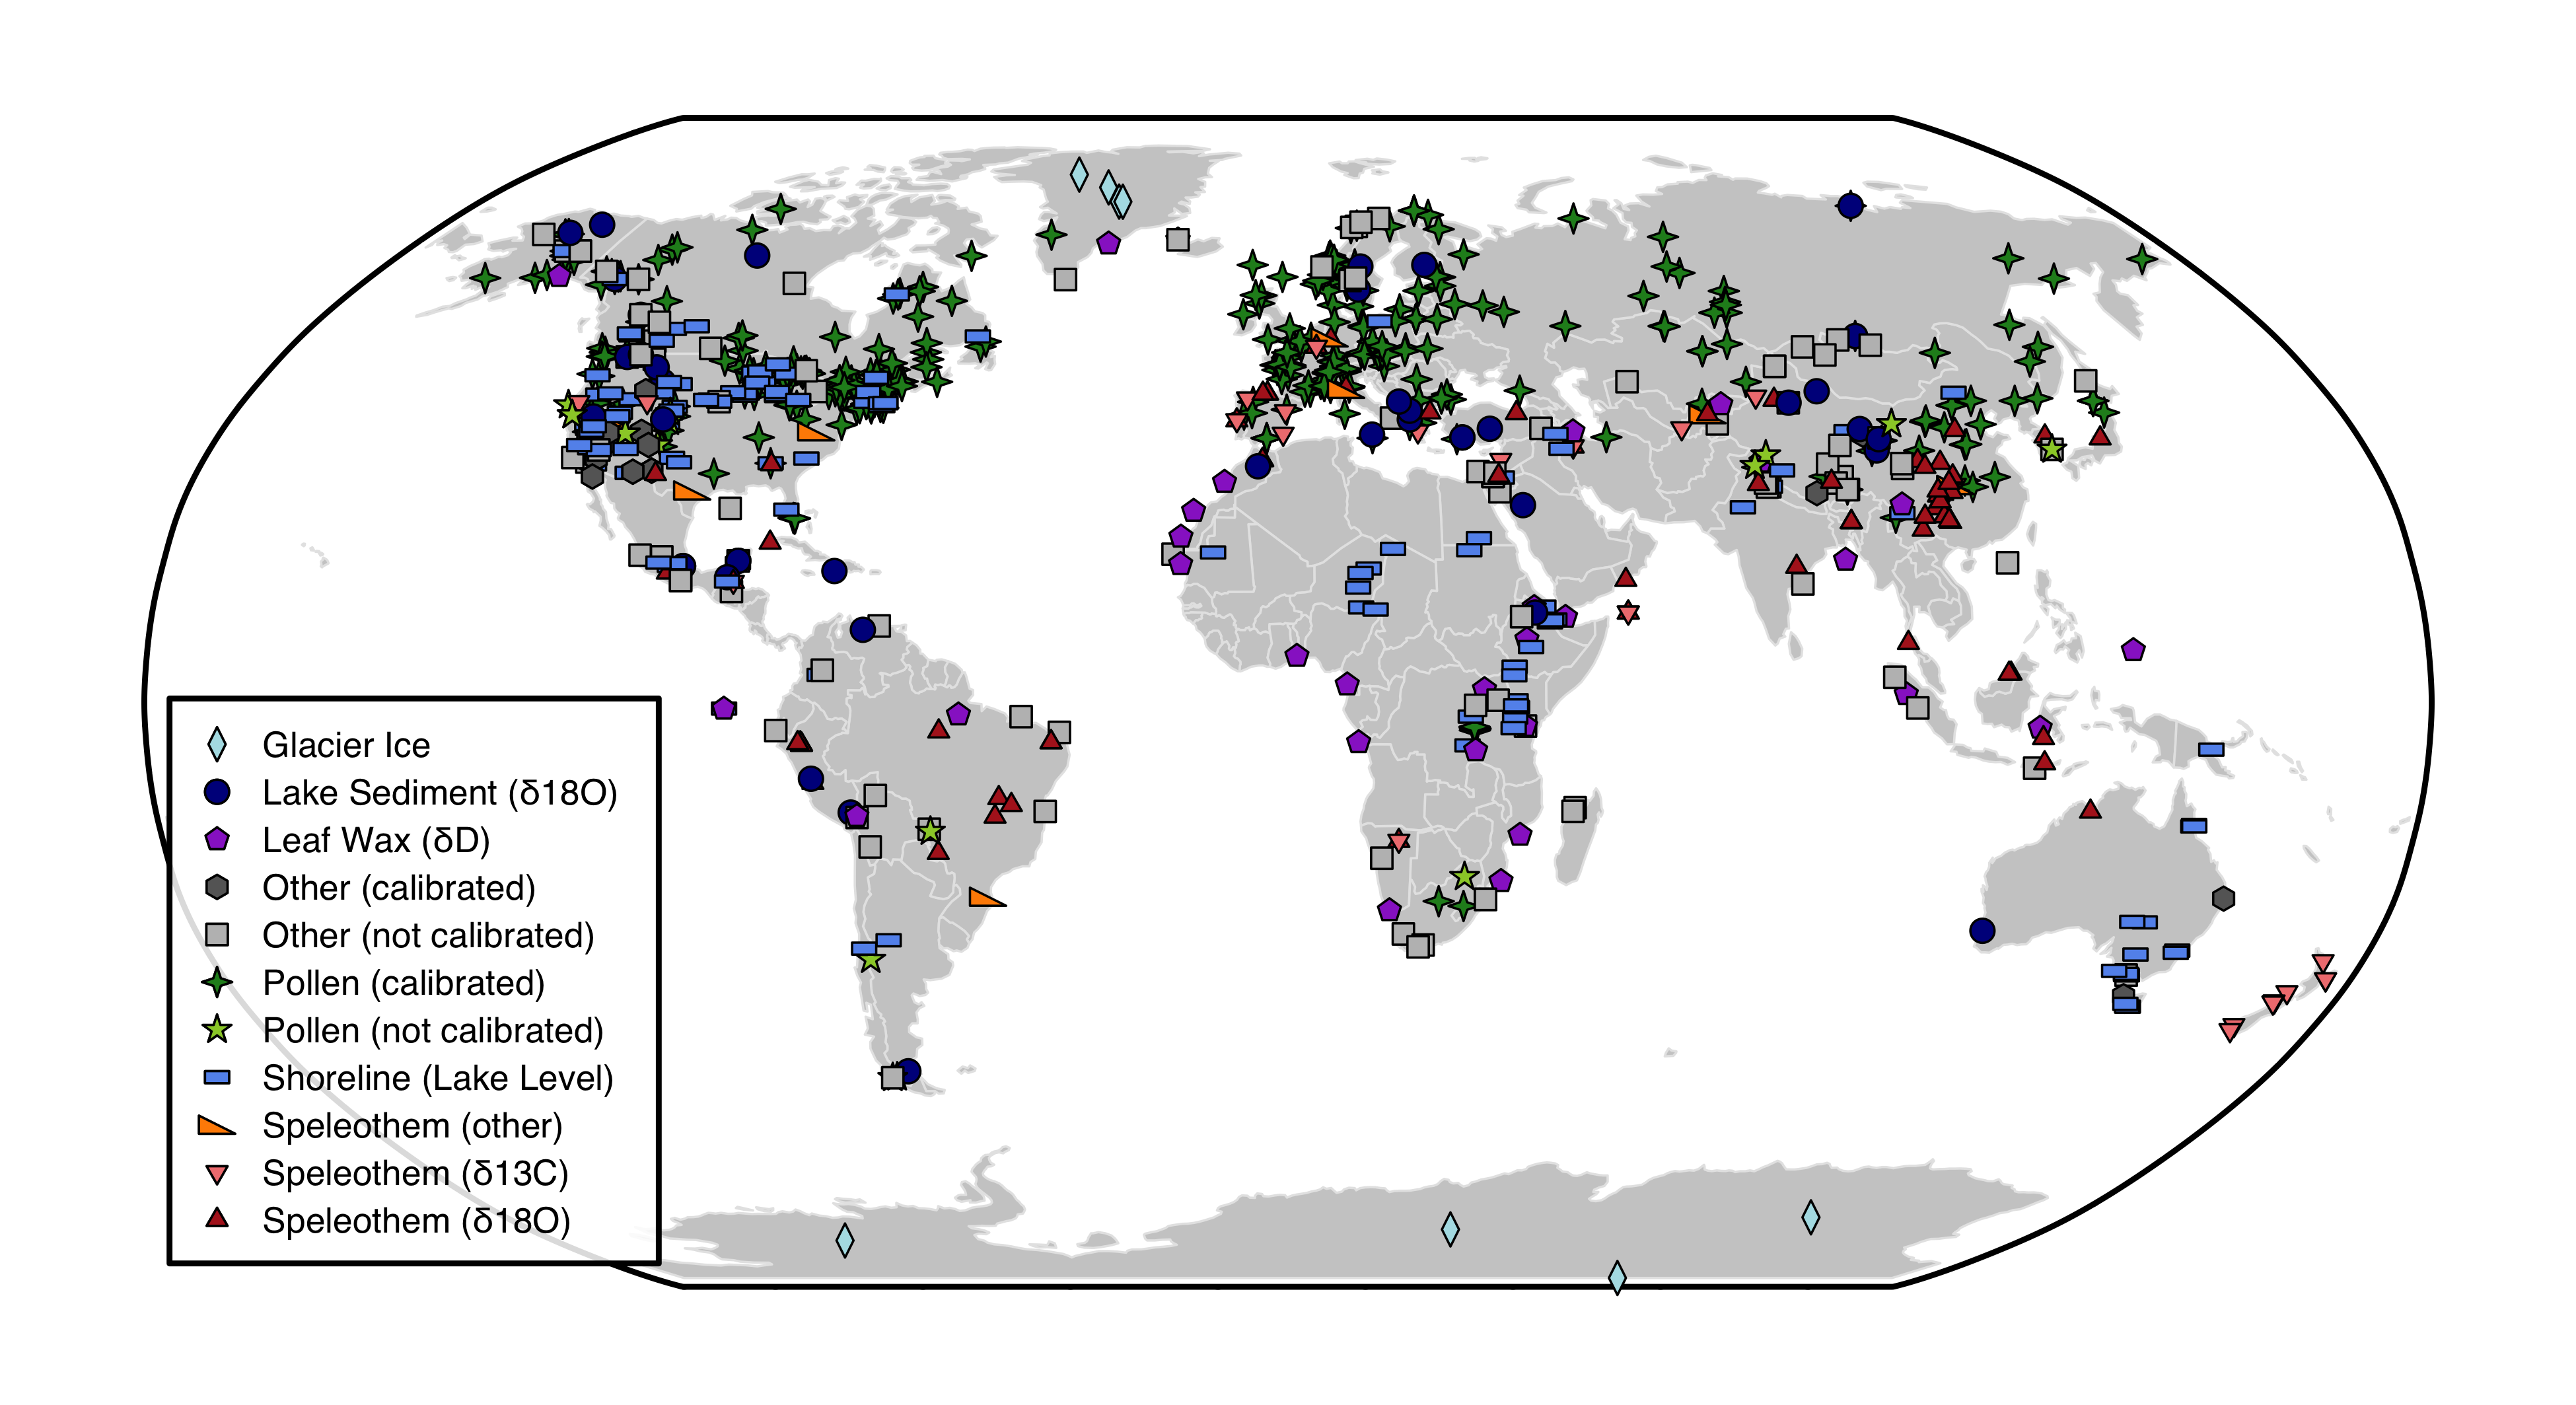 Glacier Ice
Lake Sediment (δ18O)
Leaf Wax (δD)
Other (calibrated)
Other (not calibrated)
Pollen (calibrated)
Pollen (not calibrated)
Shoreline (Lake Level)
Speleothem (other)
Speleothem (δ13C)
Speleothem (δ18O)